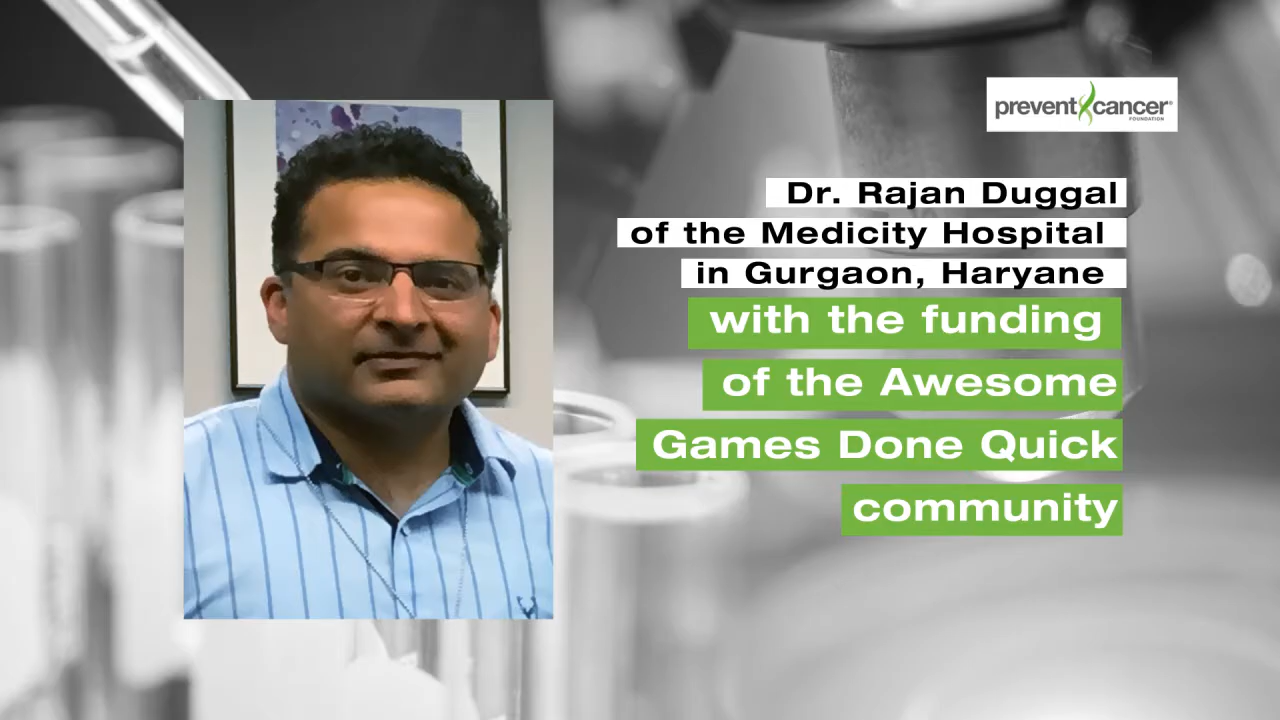 prevent cancer®
FOUNDATION
Dr. Rajan Duggal
of the Medicity Hospital
in Gurgaon, Haryane
with the funding
of the Awesome
Games Done Quick
community